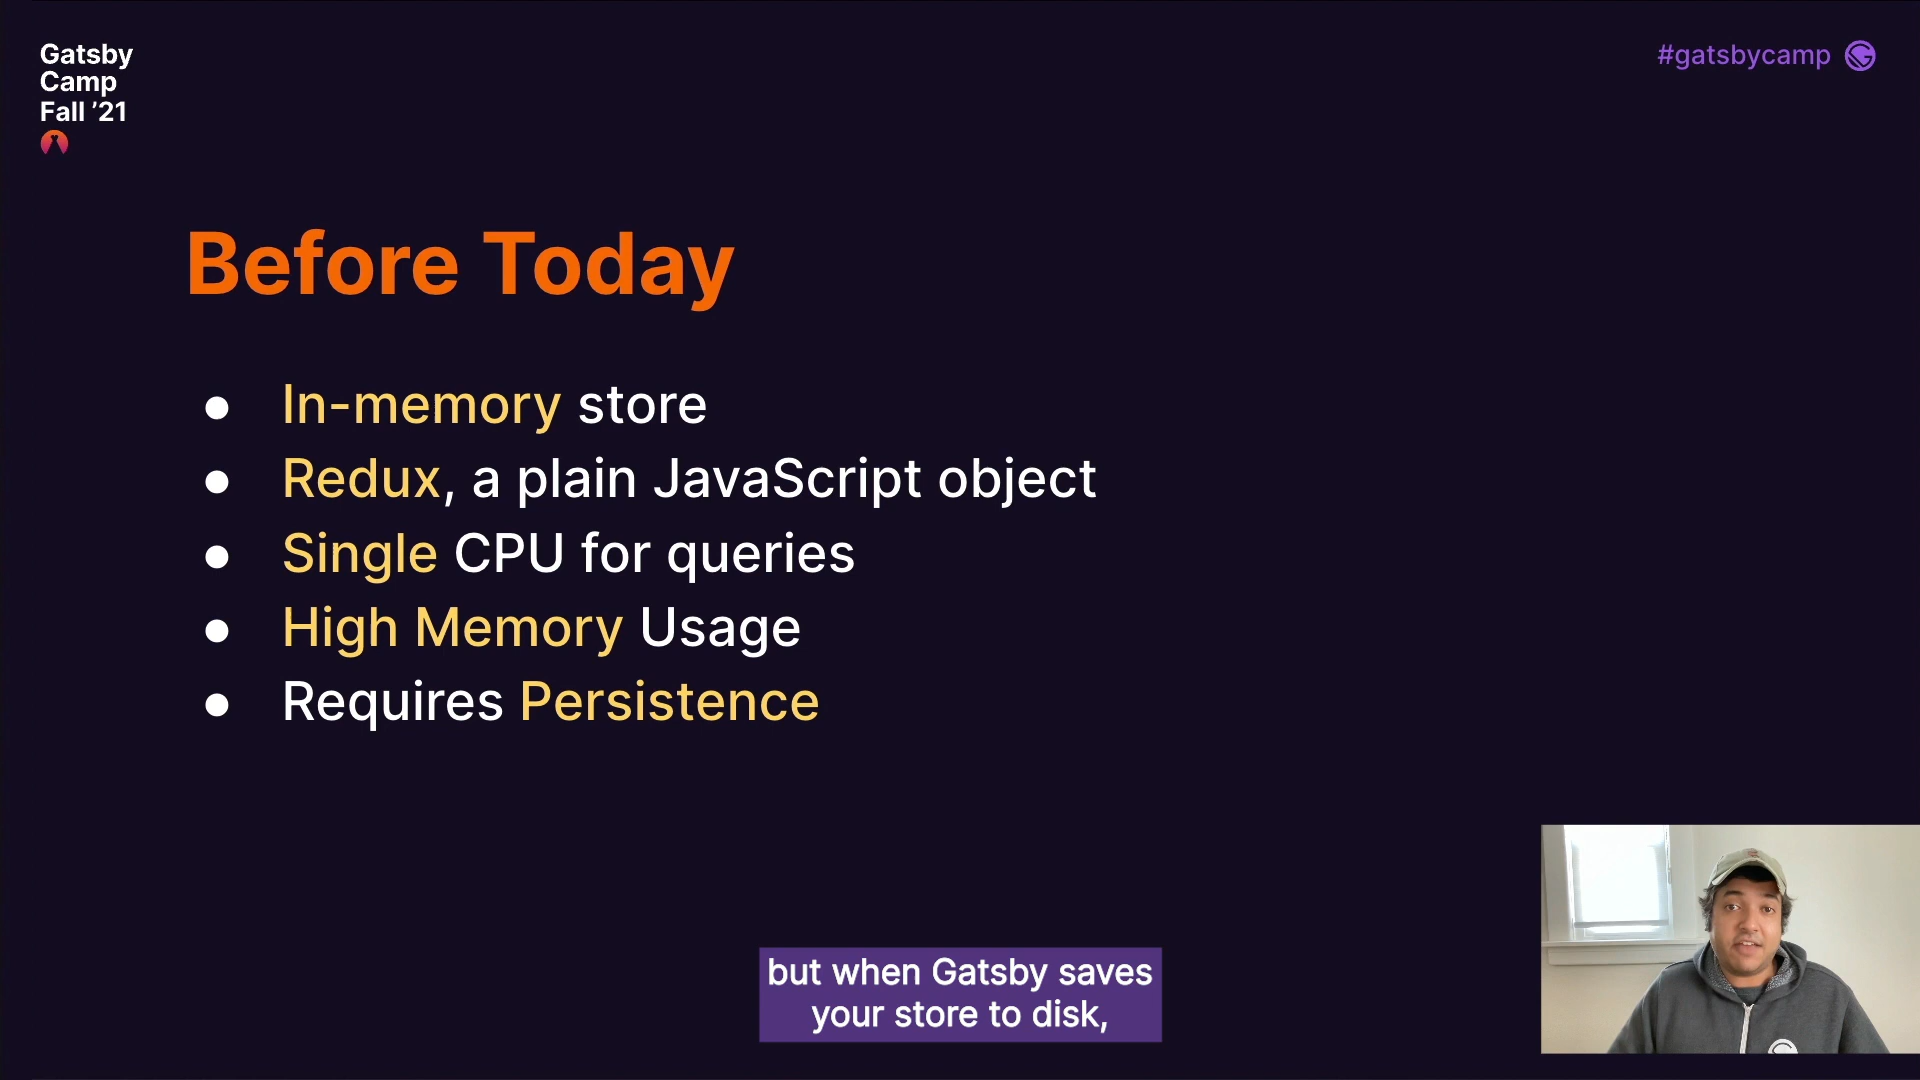 Gatsby
Camp
Fall ’21
#gatsbycamp
Before Today
● In-memory store
● Redux, a plain JavaScript object
● Single CPU for queries
● High Memory Usage
● Requires Persistence
but when Gatsby saves
your store to disk,